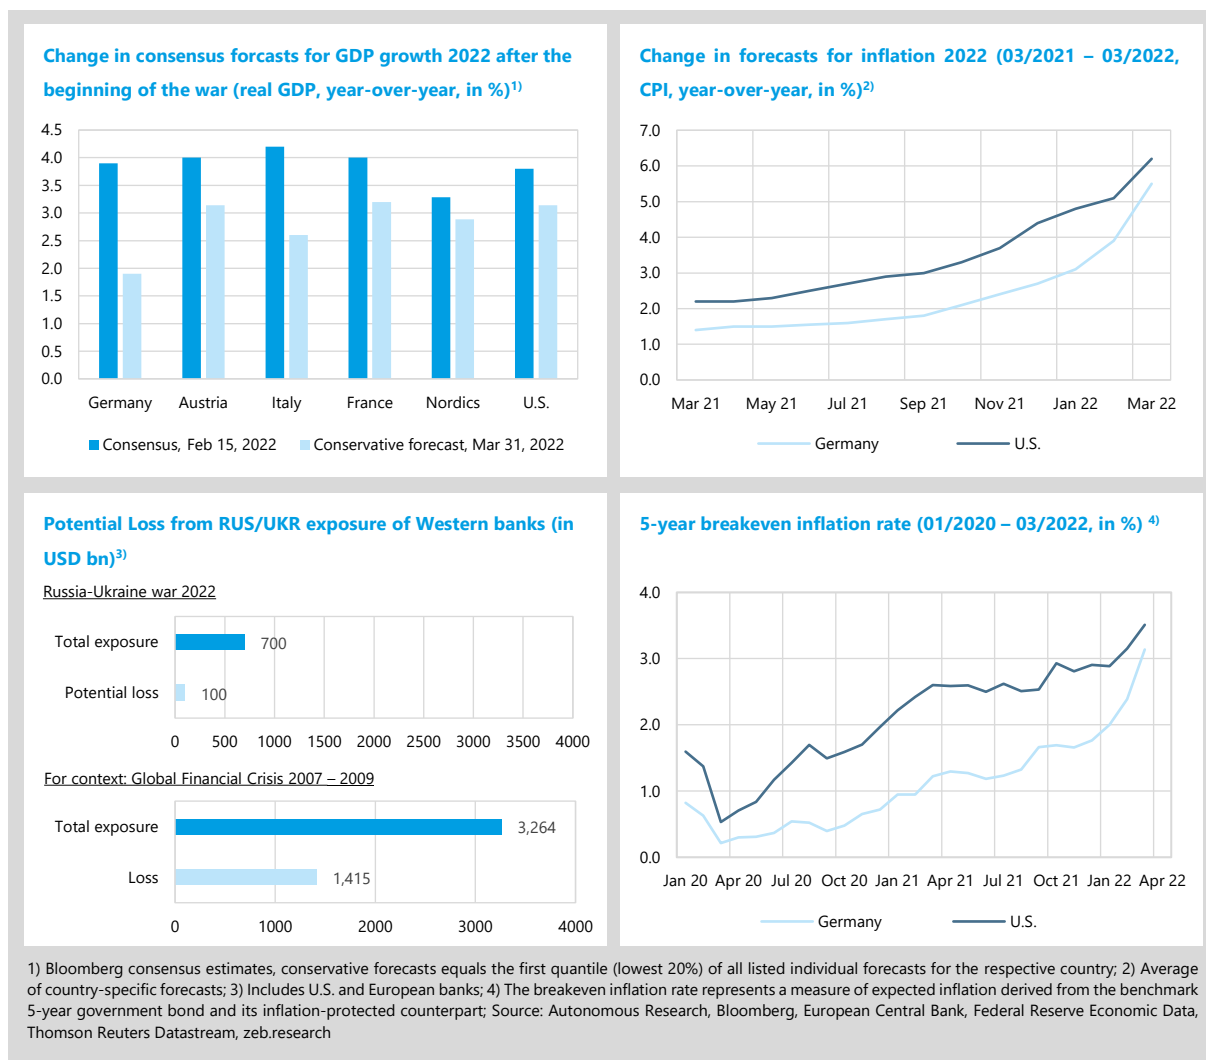 Change in consensus forcasts for GDP growth 2022 after the
beginning of the war (real GDP, year-over-year, in %)1)
4.5
4.0
3.5
3.0
2.5
2.0
1.5
1.0
0.5
0.0
Germany Austria Italy France Nordics U.S.
Consensus, Feb 15, 2022 Conservative forecast, Mar 31, 2022
Change in forecasts for inflation 2022 (03/2021 – 03/2022,
CPI, year-over-year, in %)2)
7.0
6.0
5.0
4.0
3.0
2.0
1.0
0.0
Mar 21 May 21 Jul 21 Sep 21 Nov 21 Jan 22 Mar 22
Germany U.S.
Potential Loss from RUS/UKR exposure of Western banks (in
USD bn)3)
Russia-Ukraine war 2022
Total exposure 700
Potential loss 100
0 500 1000 1500 2000 2500 3000 3500 4000
For context: Global Financial Crisis 2007 – 2009
Total exposure 3,264
Loss 1,415
0 1000 2000 3000 4000
5-year breakeven inflation rate (01/2020 – 03/2022, in %) 4)
4.0
3.0
2.0
1.0
0.0
Jan 20 Apr 20 Jul 20 Oct 20 Jan 21 Apr 21 Jul 21 Oct 21 Jan 22 Apr 22
Germany U.S.
1) Bloomberg consensus estimates, conservative forecasts equals the first quantile (lowest 20%) of all listed individual forecasts for the respective country; 2) Average
of country-specific forecasts; 3) Includes U.S. and European banks; 4) The breakeven inflation rate represents a measure of expected inflation derived from the benchmark
5-year government bond and its inflation-protected counterpart; Source: Autonomous Research, Bloomberg, European Central Bank, Federal Reserve Economic Data,
Thomson Reuters Datastream, zeb.research